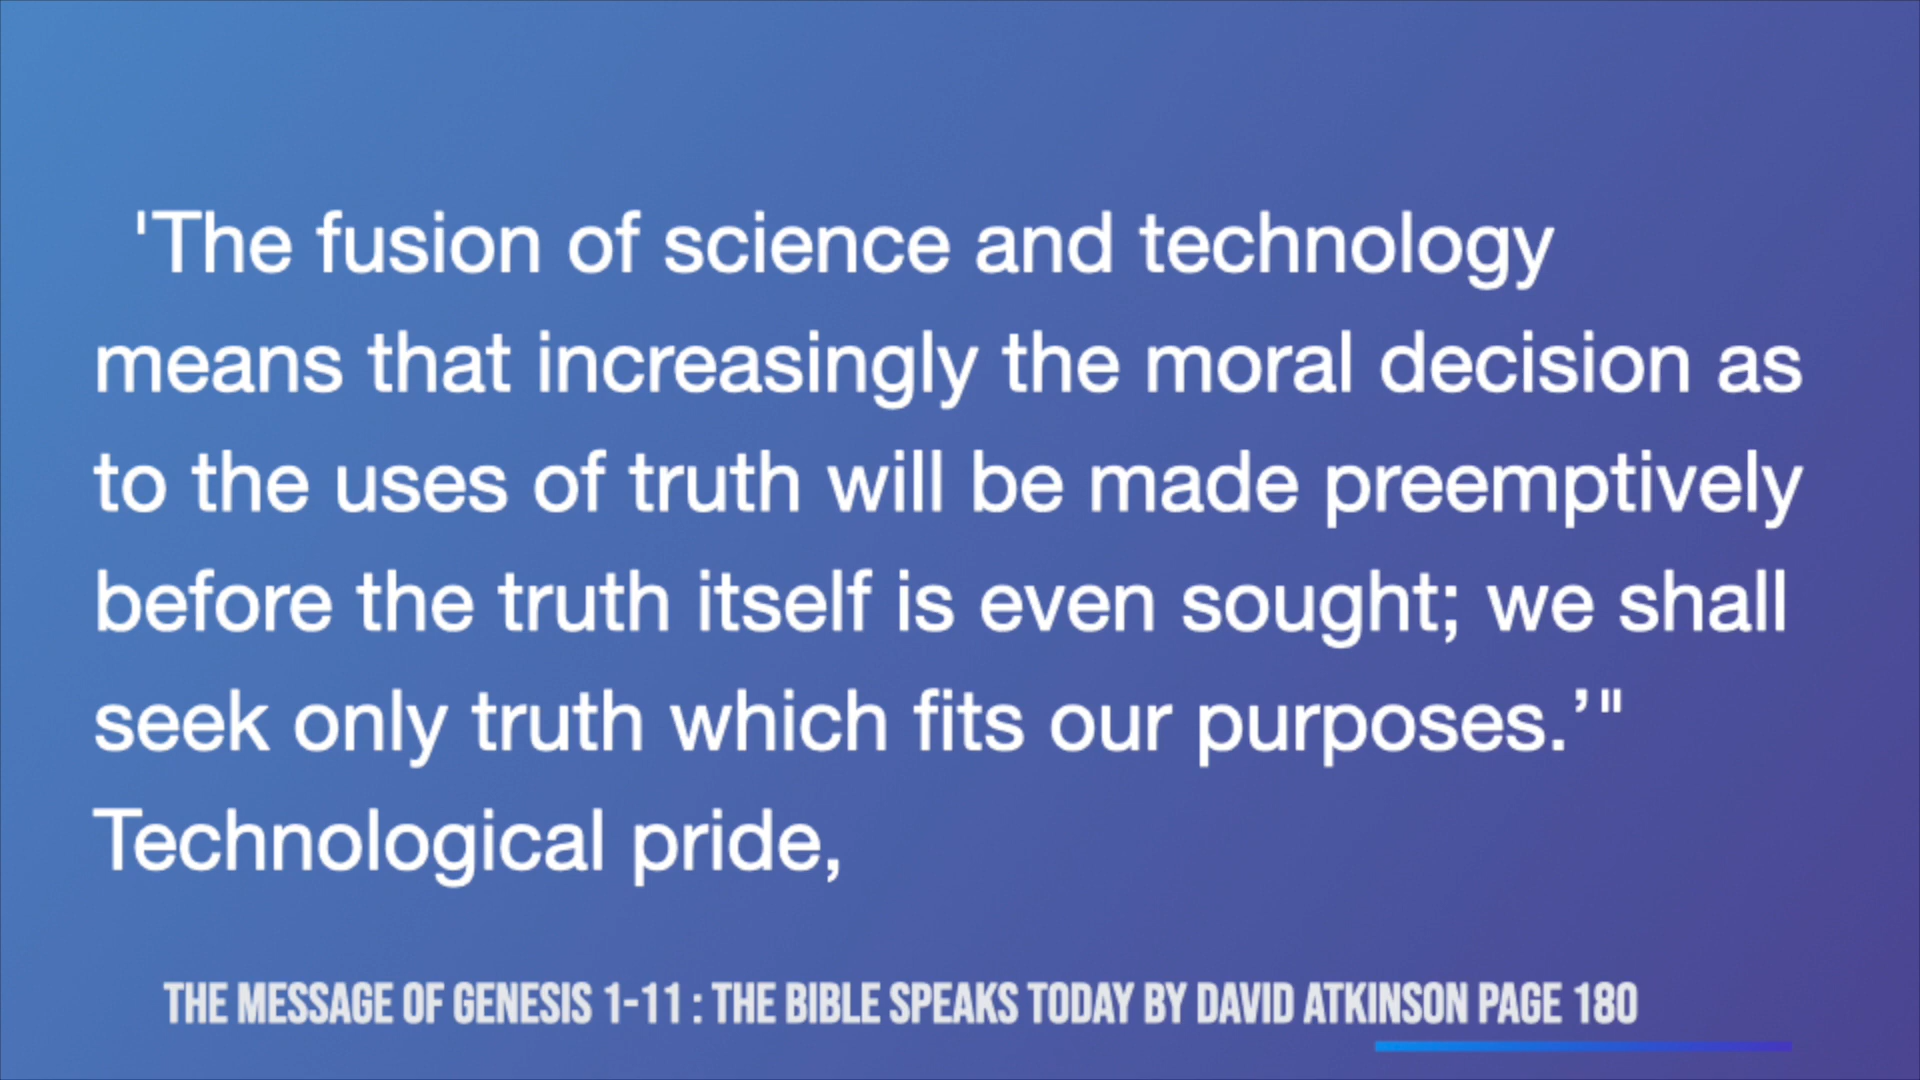 'The fusion of science and technology
means that increasingly the moral decision as
to the uses of truth will be made preemptively
before the truth itself is even sought; we shall
seek only truth which fits our purposes.’"
Technological pride,
THE MESSAGE OF GENESIS 1-11 : THE BIBLE SPEAKS TODAY BY DAVID ATKINSON PAGE 180